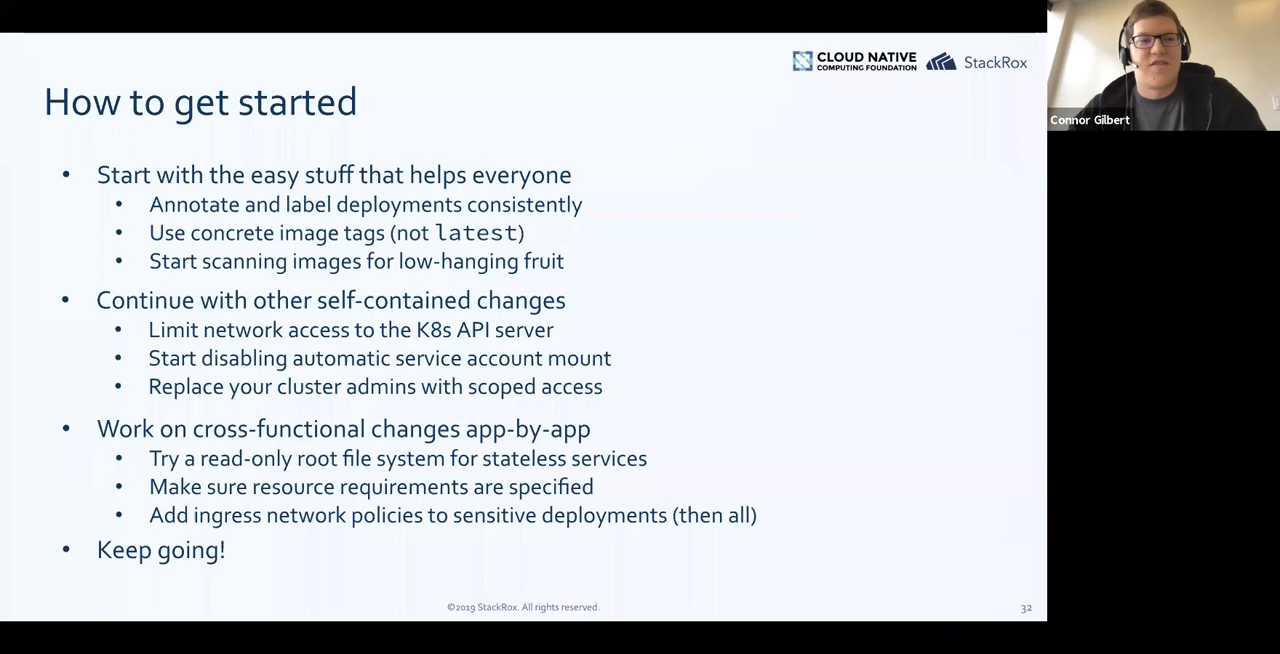 CLOUD NATIVE
COMPUTING FOUNDATION
StackRox
Connor Gilbert
How to get started
• Start with the easy stuff that helps everyone
• Annotate and label deployments consistently
• Use concrete image tags (not latest)
• Start scanning images for low-hanging fruit
• Continue with other self-contained changes
• Limit network access to the K8s API server
• Start disabling automatic service account mount
• Replace your cluster admins with scoped access
• Work on cross-functional changes app-by-app
• Try a read-only root file system for stateless services
• Make sure resource requirements are specified
• Add ingress network policies to sensitive deployments (then all)
• Keep going!
©2019 StackRox. All rights reserved.
32